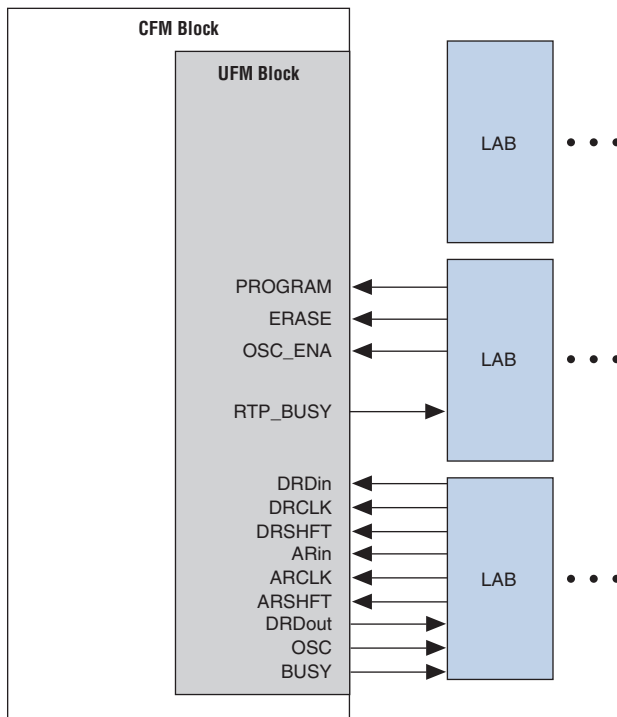 CFM Block
UFM Block
LAB
PROGRAM
ERASE
OSC_ENA
RTP_BUSY
LAB
DRDin
DRCLK
DRSHFT
ARin
ARCLK
ARSHFT
DRDout
OSC
BUSY
LAB